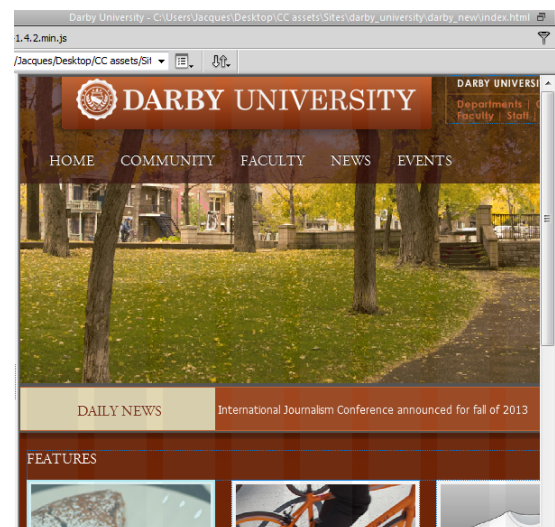 Darby University - C:\Users\Jacques\Desktop\CC assets\Sites\darby_university\darby_new\index.html
1.4.2.min.js
/Jacques/Desktop/CC assets/Sit
DARBY UNIVERSITY
DARBY UNIVERSI
Departments |
Faculty | Staff |
HOME COMMUNITY FACULTY NEWS EVENTS
DAILY NEWS
International Journalism Conference announced for fall of 2013
FEATURES